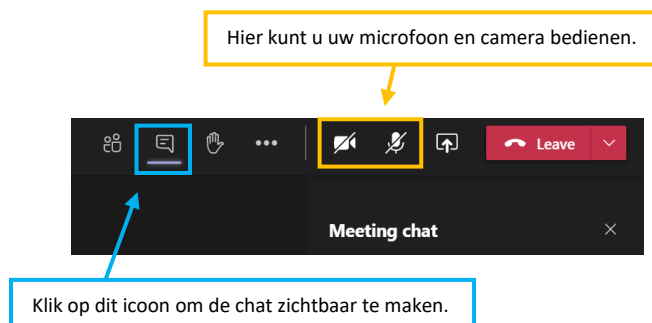 Hier kunt u uw microfoon en camera bedienen.
Leave
Meeting chat
Klik op dit icoon om de chat zichtbaar te maken.